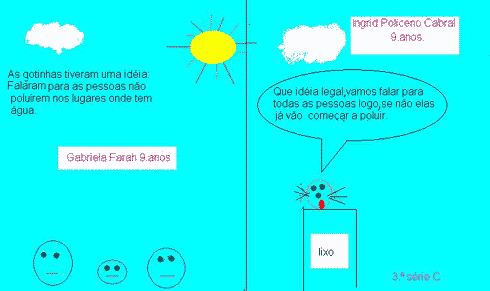 As gotinhas tiveram uma idéia:
Falaram para as pessoas não
poluirem nos lugares onde tem
água.
Gabriela Farah 9.anos
Ingrid Policeno Cabral
9.anos.
Que idéia legal,vamos falar para
todas as pessoas logo,se não elas
já vão começar a poluir.
lixo
3.ª série C